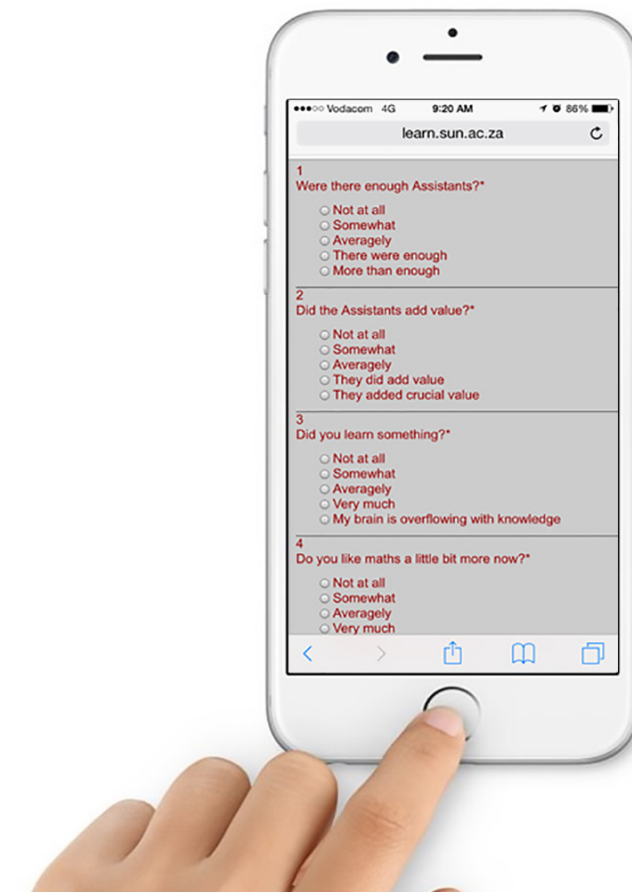 Vodacom 4G 9:20 AM 86%
learn.sun.ac.za
1
Were there enough Assistants?*
Not at all
Somewhat
Averagely
There were enough
More than enough
2
Did the Assistants add value?*
Not at all
Somewhat
Averagely
They did add value
They added crucial value
3
Did you learn something?*
Not at all
Somewhat
Averagely
Very much
My brain is overflowing with knowledge
4
Do you like maths a little bit more now?*
Not at all
Somewhat
Averagely
Very much